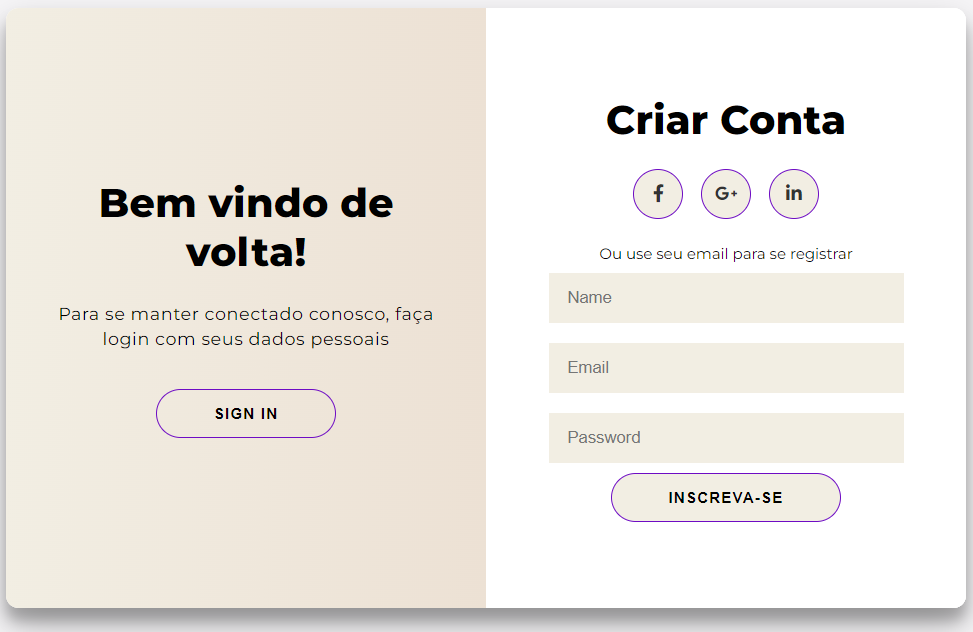 Bem vindo de
volta!
Para se manter conectado conosco, faça
login com seus dados pessoais
SIGN IN
Criar Conta
f G+ in
Ou use seu email para se registrar
Name
Email
Password
INSCREVA-SE